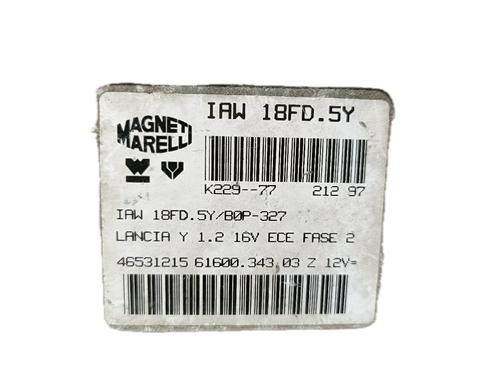 IAW 18FD.5Y
MAGNETI
MARELLI
K229--77 212 97
IAW 18FD.5Y/B0P-327
LANCIA Y 1.2 16V ECE FASE 2
46531215 61600.343.03 Z 12V=